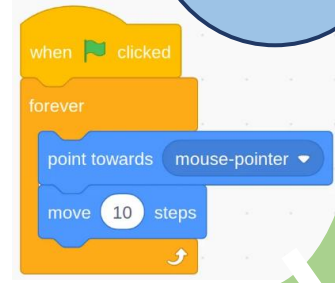 when clicked
forever
point towards mouse-pointer
move 10 steps